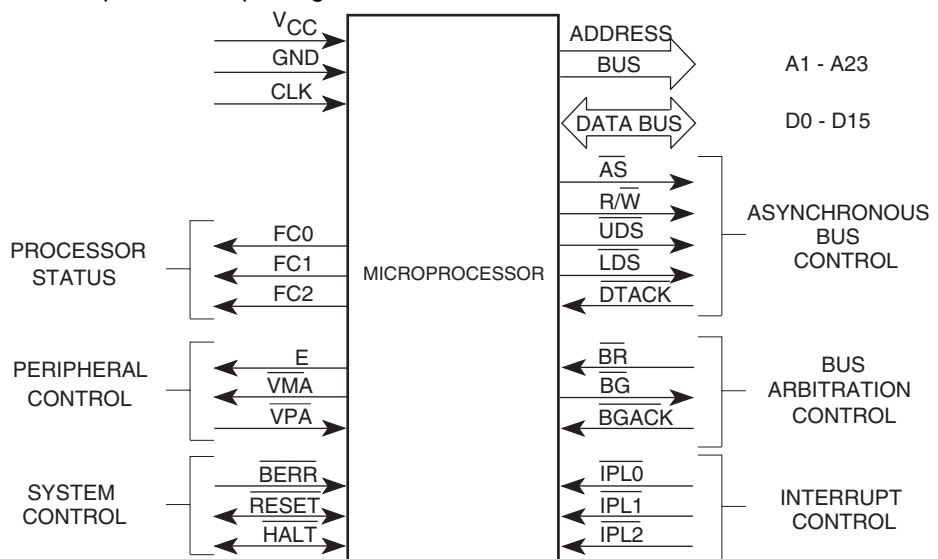 VCC
GND
CLK
ADDRESS
BUS
A1 - A23
DATA BUS
D0 - D15
AS
R/W
UDS
LDS
DTACK
ASYNCHRONOUS
BUS
CONTROL
PROCESSOR
STATUS
FC0
FC1
FC2
MICROPROCESSOR
PERIPHERAL
CONTROL
E
VMA
VPA
BR
BG
BGACK
BUS
ARBITRATION
CONTROL
SYSTEM
CONTROL
BERR
RESET
HALT
IPL0
IPL1
IPL2
INTERRUPT
CONTROL